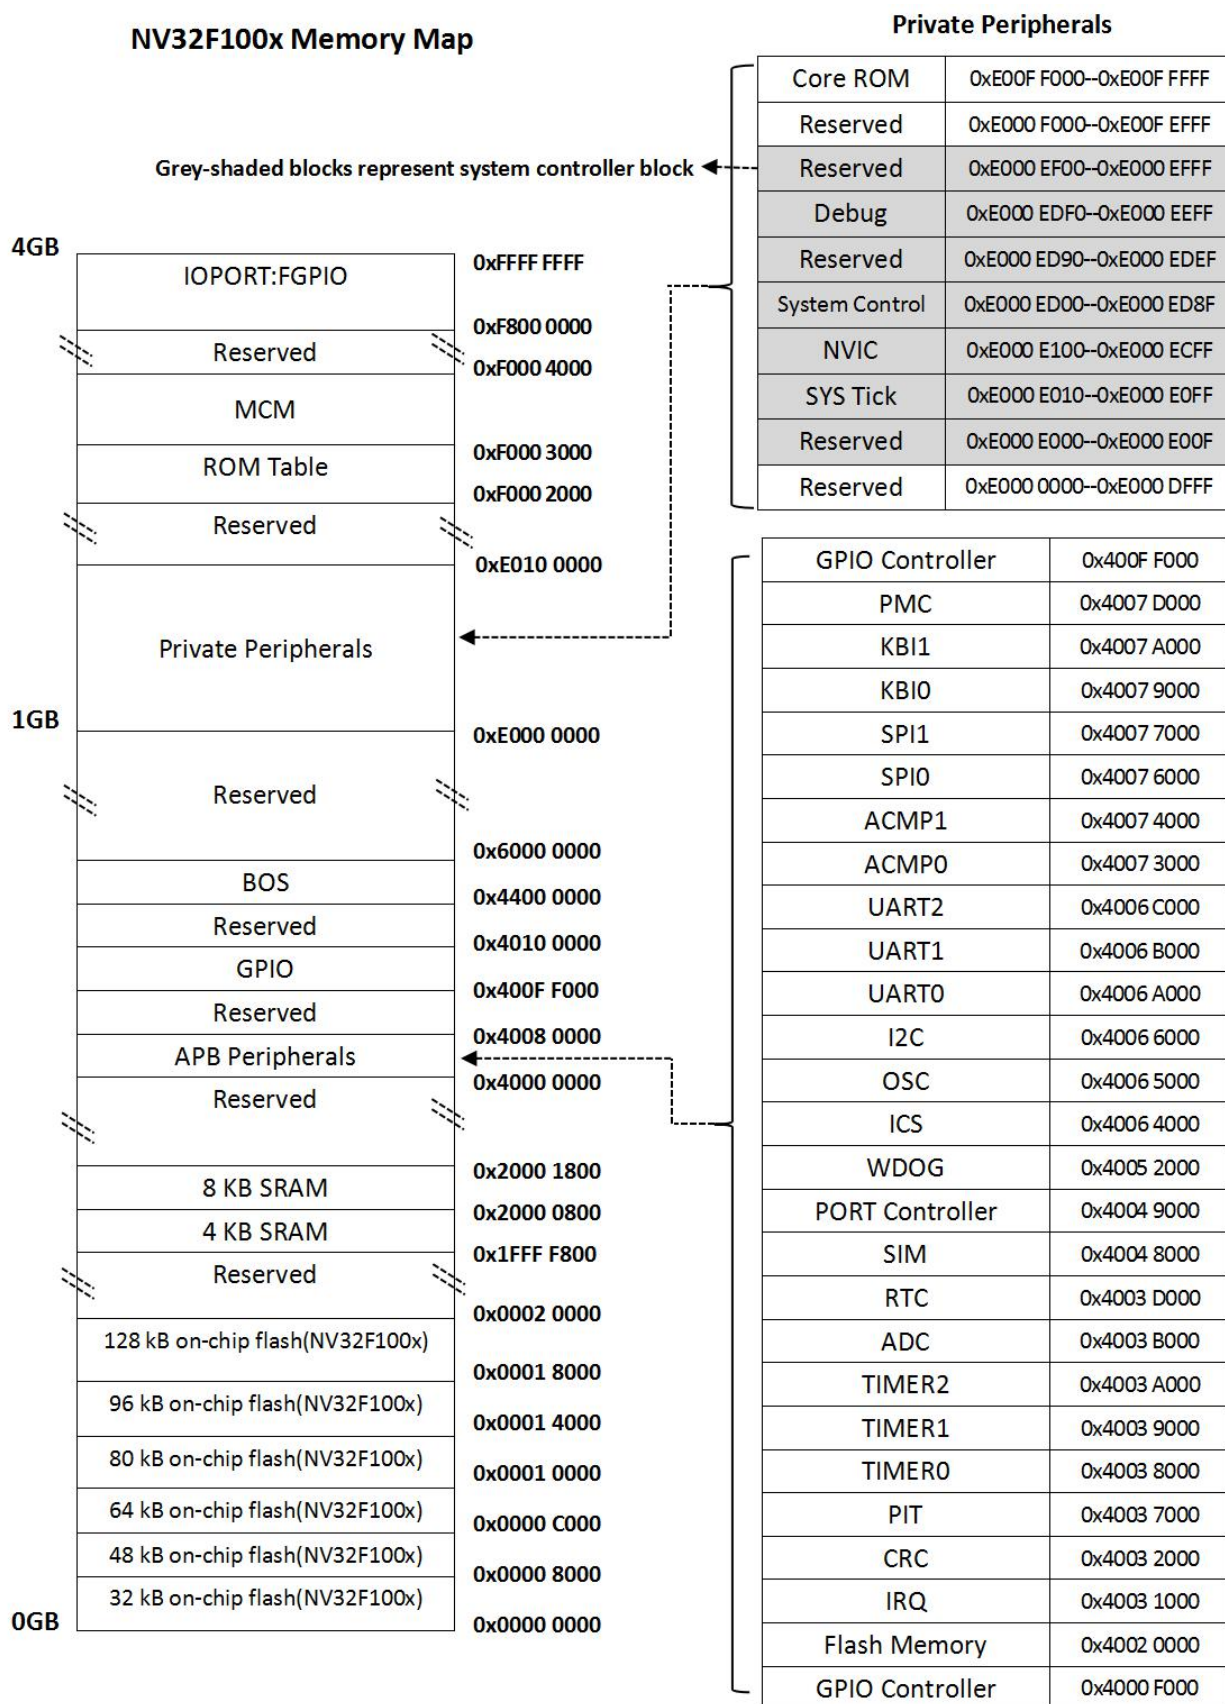 NV32F100x Memory Map
Grey-shaded blocks represent system controller block
4GB
IOPORT:FGPIO
0xFFFF FFFF
0xF800 0000
Reserved
0xF000 4000
MCM
0xF000 3000
ROM Table
0xF000 2000
Reserved
0xE010 0000
Private Peripherals
1GB
0xE000 0000
Reserved
0x6000 0000
BOS
0x4400 0000
Reserved
0x4010 0000
GPIO
0x400F F000
Reserved
0x4008 0000
APB Peripherals
0x4000 0000
Reserved
0x2000 1800
8 KB SRAM
0x2000 0800
4 KB SRAM
0x1FFF F800
Reserved
0x0002 0000
128 kB on-chip flash(NV32F100x)
0x0001 8000
96 kB on-chip flash(NV32F100x)
0x0001 4000
80 kB on-chip flash(NV32F100x)
0x0001 0000
64 kB on-chip flash(NV32F100x)
0x0000 C000
48 kB on-chip flash(NV32F100x)
0x0000 8000
32 kB on-chip flash(NV32F100x)
0GB
0x0000 0000
Private Peripherals
Core ROM 0xE00F F000--0xE00F FFFF
Reserved 0xE000 F000--0xE00F EFFF
Reserved 0xE000 EF00--0xE000 EFFF
Debug 0xE000 EDF0--0xE000 EEFF
Reserved 0xE000 ED90--0xE000 EDEF
System Control 0xE000 ED00--0xE000 ED8F
NVIC 0xE000 E100--0xE000 ECFF
SYS Tick 0xE000 E010--0xE000 E0FF
Reserved 0xE000 E000--0xE000 E00F
Reserved 0xE000 0000--0xE000 DFFF
GPIO Controller 0x400F F000
PMC 0x4007 D000
KBI1 0x4007 A000
KBI0 0x4007 9000
SPI1 0x4007 7000
SPI0 0x4007 6000
ACMP1 0x4007 4000
ACMP0 0x4007 3000
UART2 0x4006 C000
UART1 0x4006 B000
UART0 0x4006 A000
I2C 0x4006 6000
OSC 0x4006 5000
ICS 0x4006 4000
WDOG 0x4005 2000
PORT Controller 0x4004 9000
SIM 0x4004 8000
RTC 0x4003 D000
ADC 0x4003 B000
TIMER2 0x4003 A000
TIMER1 0x4003 9000
TIMER0 0x4003 8000
PIT 0x4003 7000
CRC 0x4003 2000
IRQ 0x4003 1000
Flash Memory 0x4002 0000
GPIO Controller 0x4000 F000